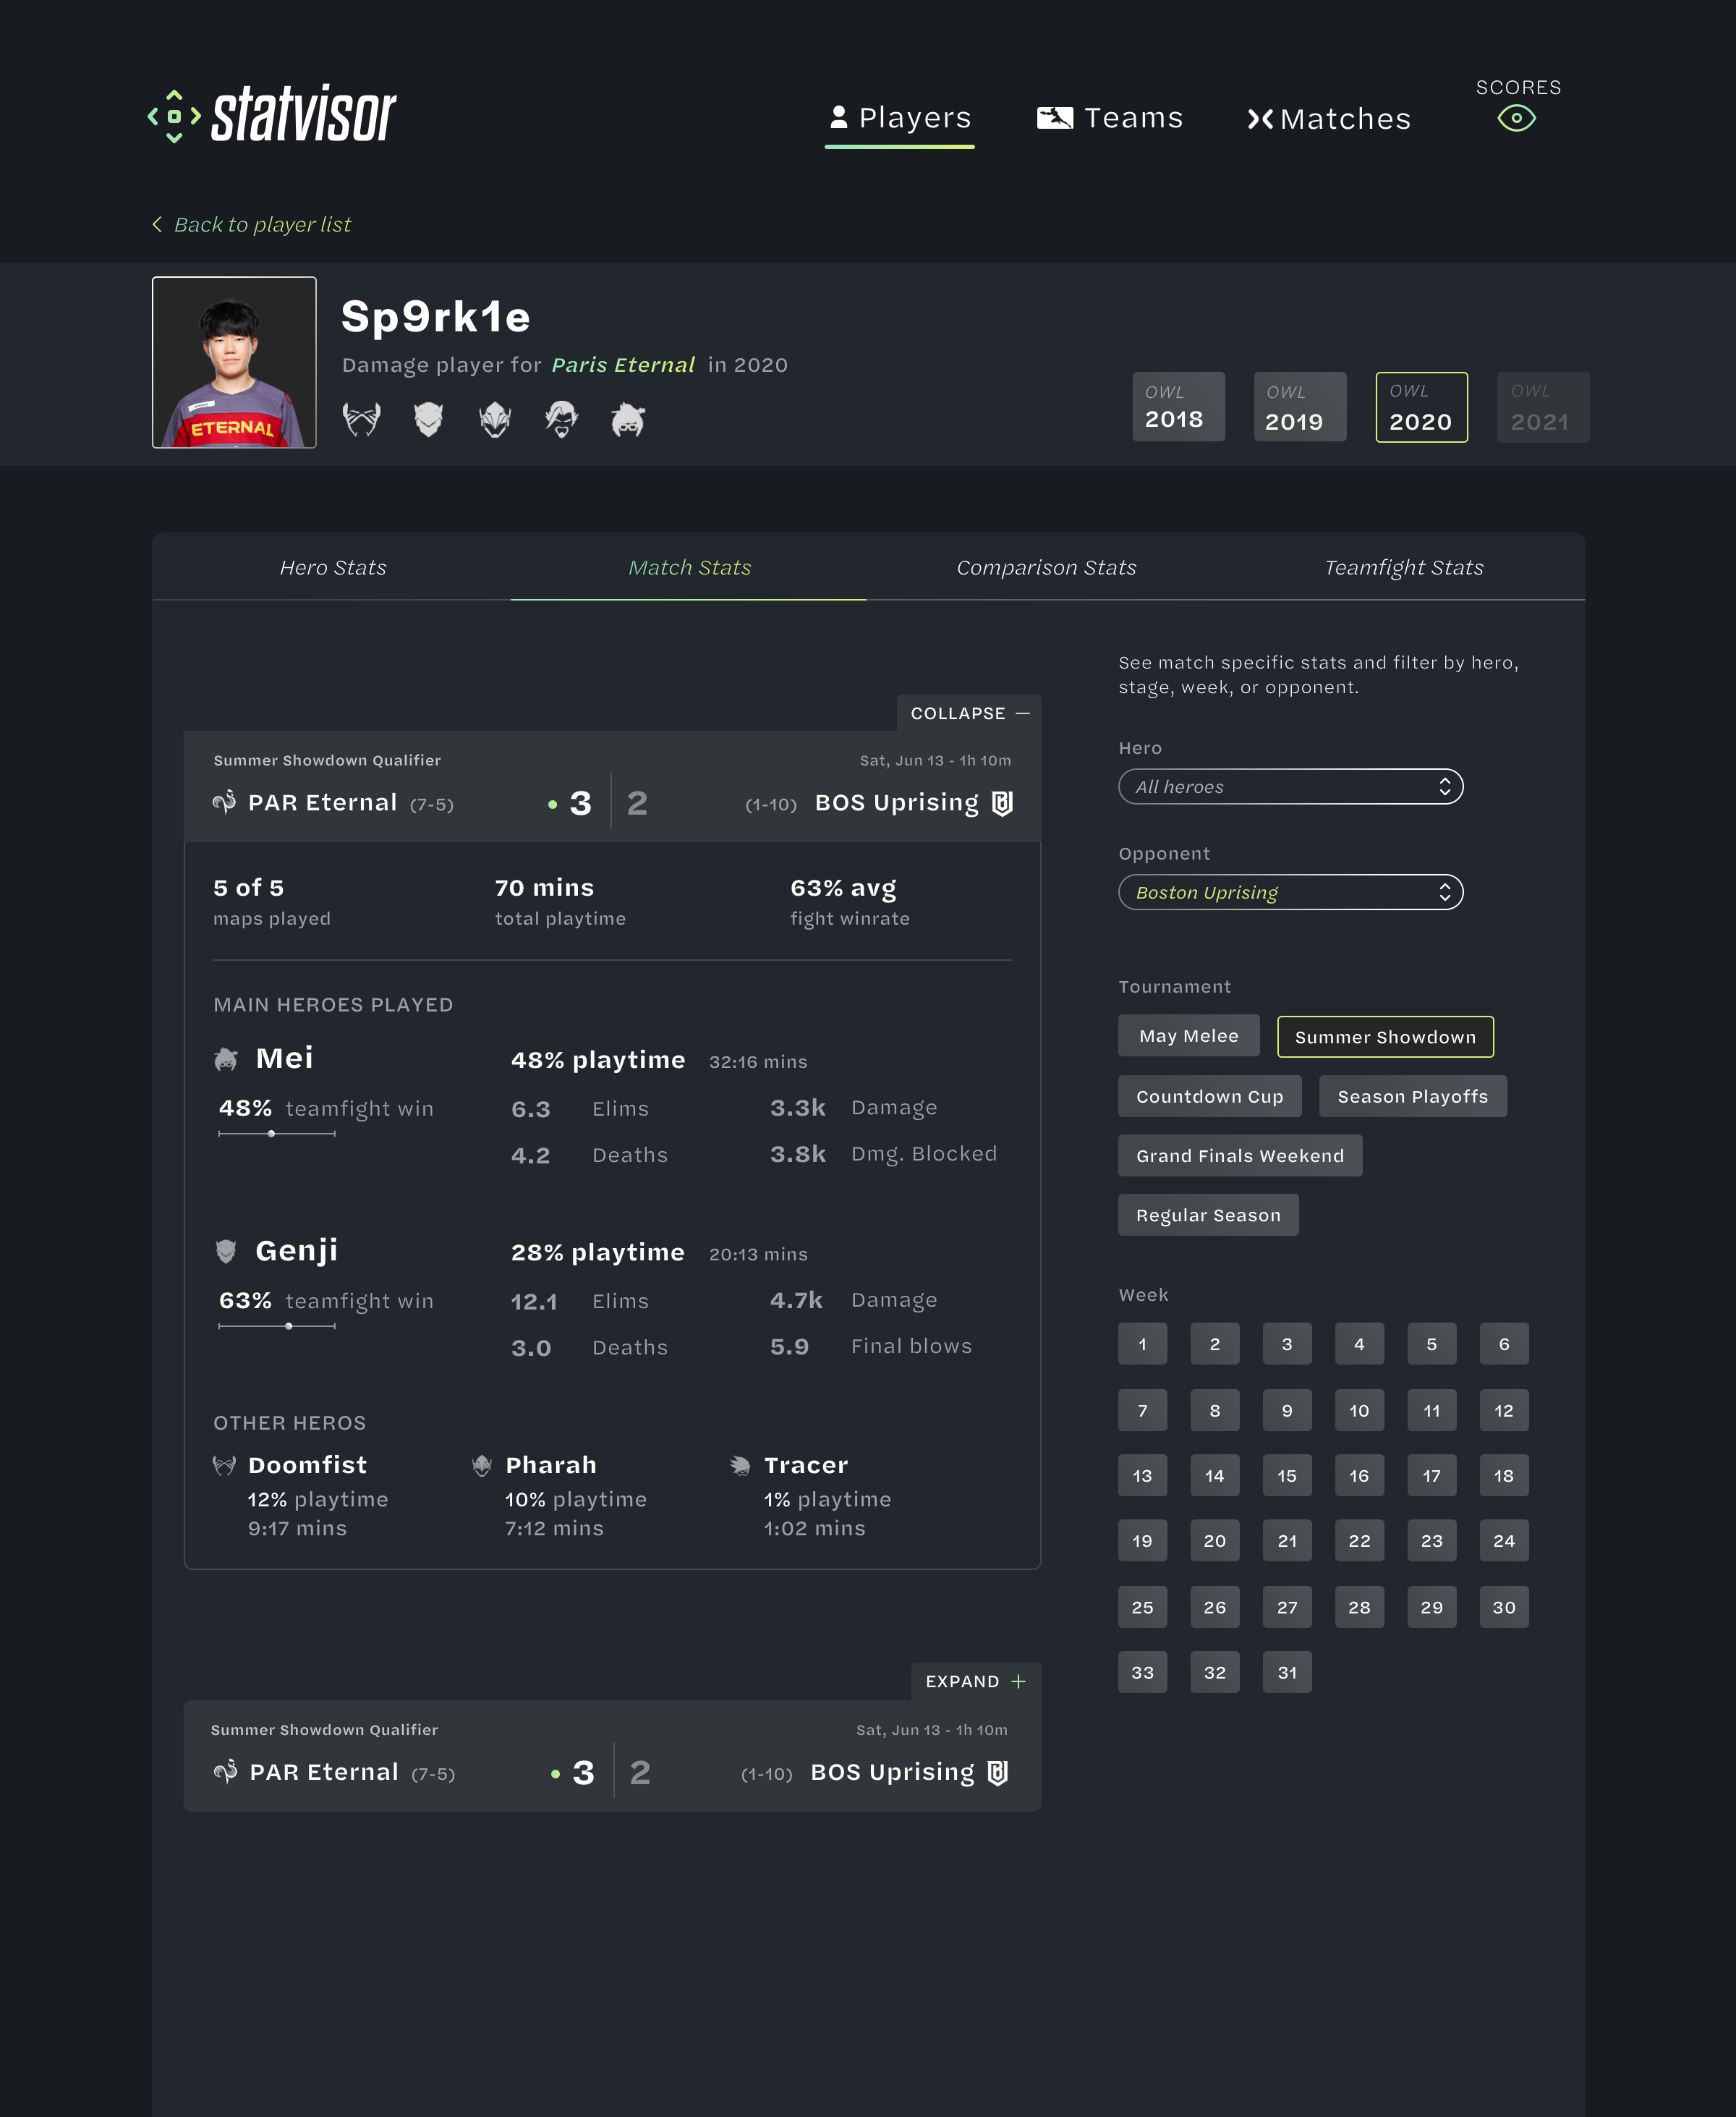 statvisor
Players
Teams
Matches
SCORES
Back to player list
ETERNAL
Sp9rk1e
Damage player for Paris Eternal in 2020
OWL 2018
OWL 2019
OWL 2020
OWL 2021
Hero Stats
Match Stats
Comparison Stats
Teamfight Stats
COLLAPSE
Summer Showdown Qualifier
Sat, Jun 13 - 1h 10m
PAR Eternal (7-5)
3 2
(1-10) BOS Uprising
5 of 5
maps played
70 mins
total playtime
63% avg
fight winrate
MAIN HEROES PLAYED
Mei
48% teamfight win
48% playtime 32:16 mins
6.3 Elims
3.3k Damage
4.2 Deaths
3.8k Dmg. Blocked
Genji
63% teamfight win
28% playtime 20:13 mins
12.1 Elims
4.7k Damage
3.0 Deaths
5.9 Final blows
OTHER HEROS
Doomfist
12% playtime
9:17 mins
Pharah
10% playtime
7:12 mins
Tracer
1% playtime
1:02 mins
EXPAND
Summer Showdown Qualifier
Sat, Jun 13 - 1h 10m
PAR Eternal (7-5)
3 2
(1-10) BOS Uprising
See match specific stats and filter by hero,
stage, week, or opponent.
Hero
All heroes
Opponent
Boston Uprising
Tournament
May Melee
Summer Showdown
Countdown Cup
Season Playoffs
Grand Finals Weekend
Regular Season
Week
1 2 3 4 5 6
7 8 9 10 11 12
13 14 15 16 17 18
19 20 21 22 23 24
25 26 27 28 29 30
33 32 31